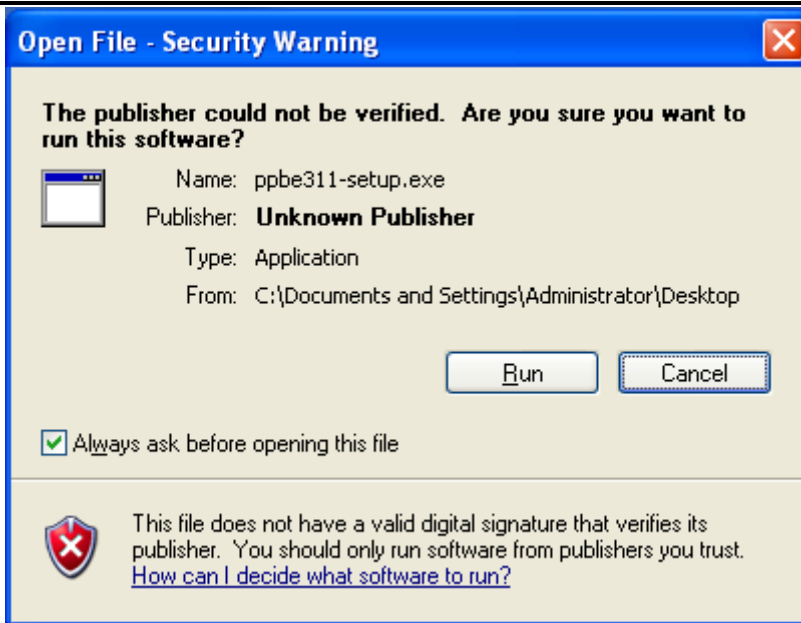 Open File - Security Warning
The publisher could not be verified.  Are you sure you want to
run this software?
Name: ppbe311-setup.exe
Publisher: Unknown Publisher
Type: Application
From: C:\Documents and Settings\Administrator\Desktop
Run Cancel
Always ask before opening this file
This file does not have a valid digital signature that verifies its
publisher.  You should only run software from publishers you trust.
How can I decide what software to run?